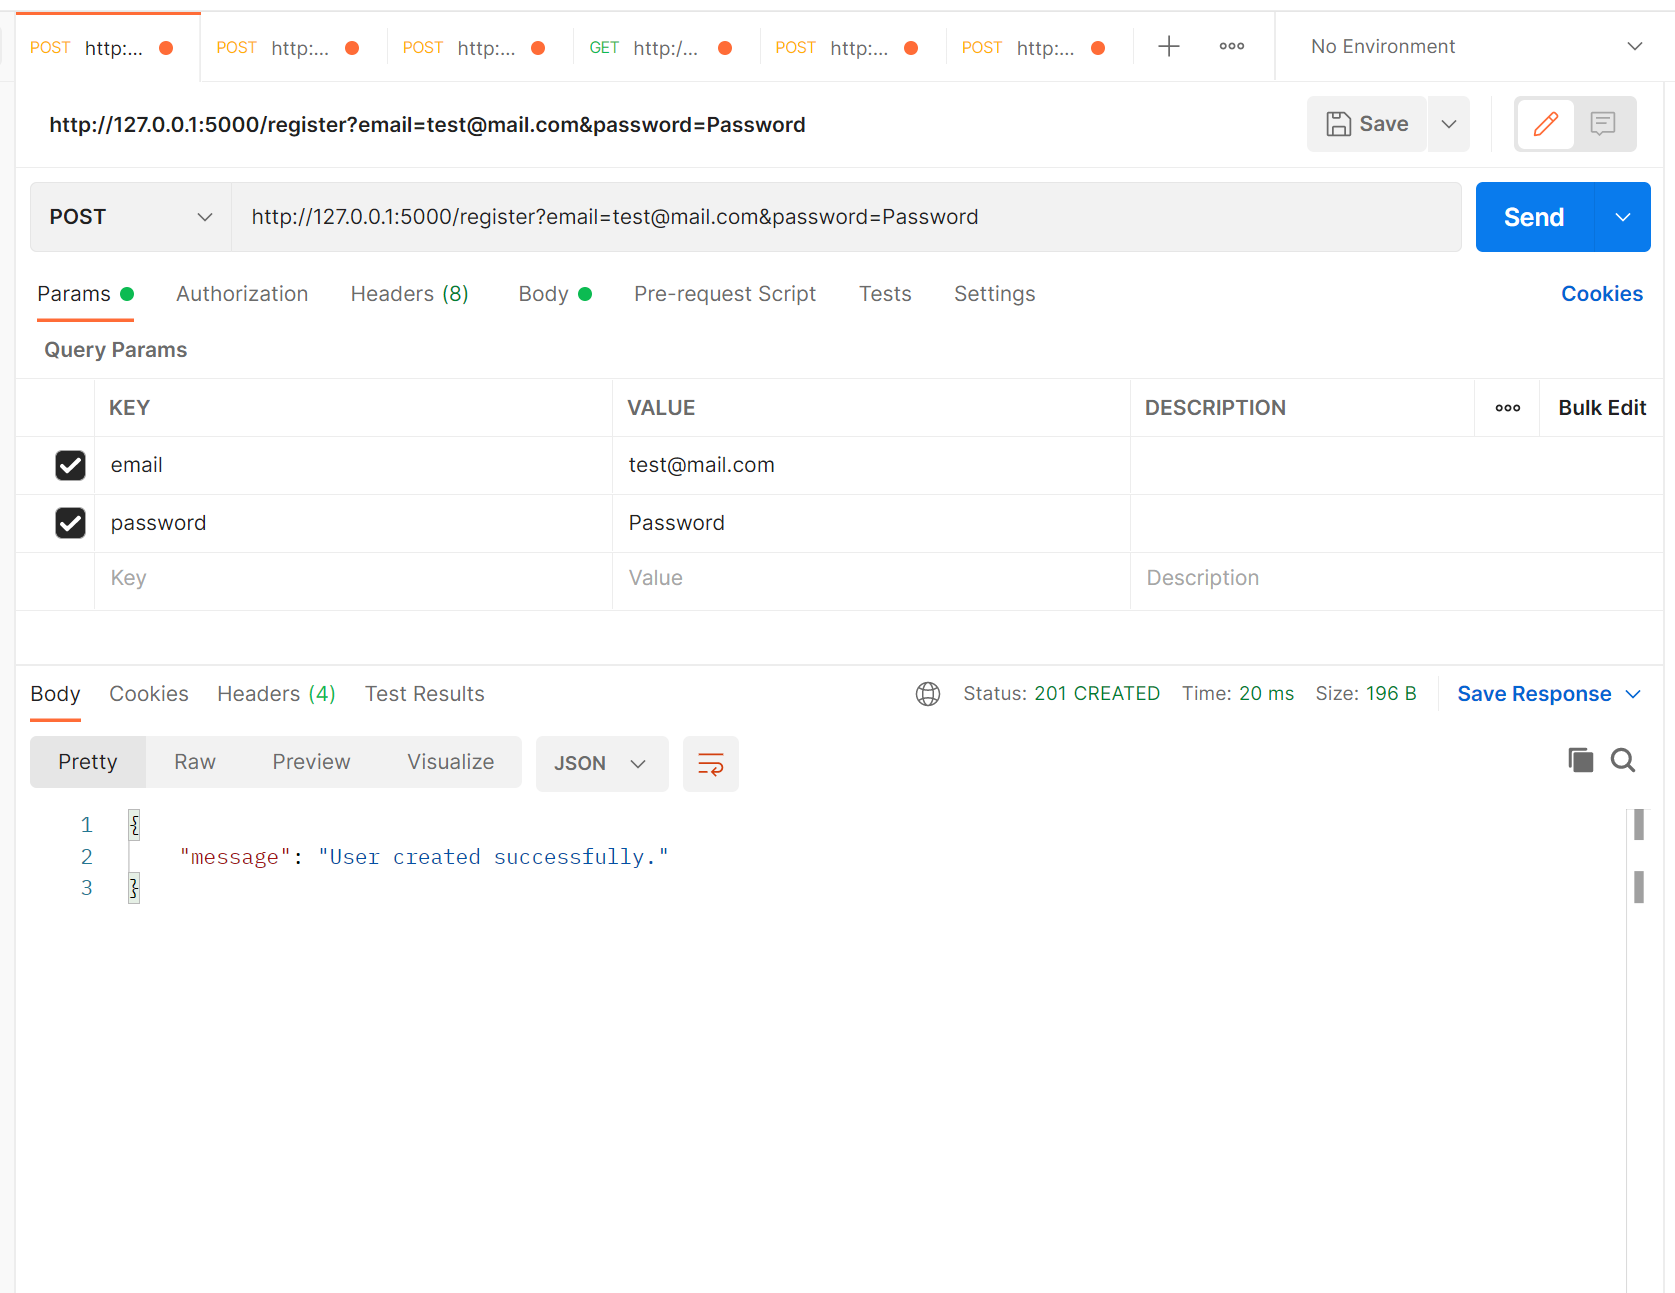 POST http:... POST http:... POST http:... GET http:/... POST http:... POST http:... No Environment
http://127.0.0.1:5000/register?email=test@mail.com&password=Password Save
POST http://127.0.0.1:5000/register?email=test@mail.com&password=Password Send
Params Authorization Headers (8) Body Pre-request Script Tests Settings Cookies
Query Params
KEY VALUE DESCRIPTION Bulk Edit
email test@mail.com
password Password
Key Value Description
Body Cookies Headers (4) Test Results Status: 201 CREATED Time: 20 ms Size: 196 B Save Response
Pretty Raw Preview Visualize JSON
1 {
2 "message": "User created successfully."
3 }